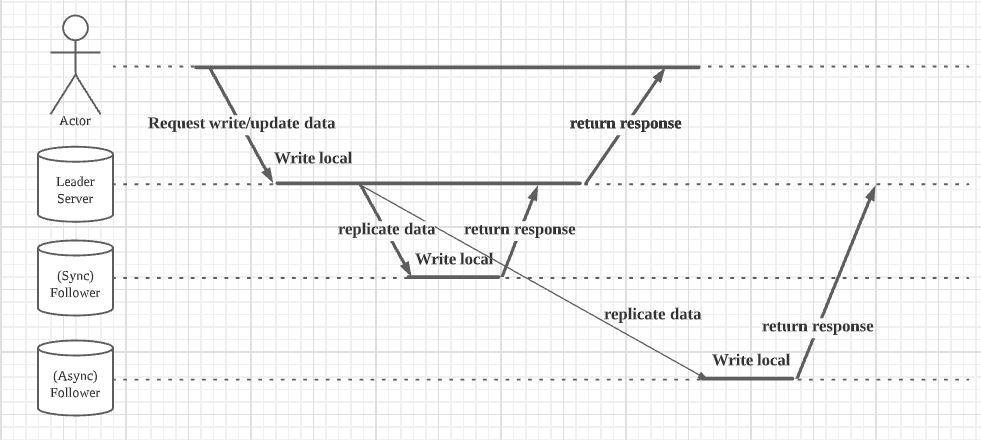 Actor
Request write/update data
return response
Write local
Leader
Server
replicate data
return response
Write local
(Sync)
Follower
replicate data
return response
Write local
(Async)
Follower